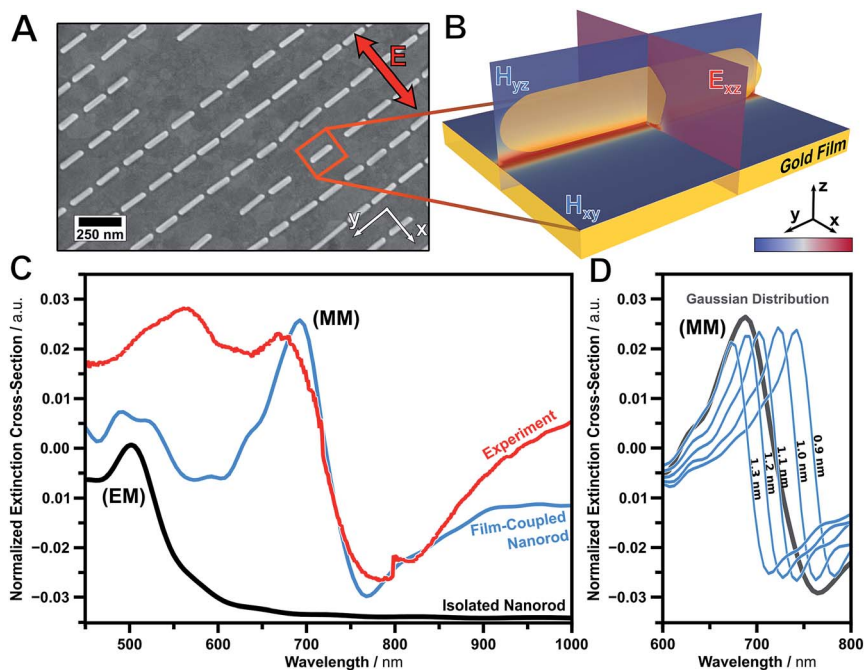 A
E
250 nm
y
x
B
H_yz
E_xz
H_xy
Gold Film
z
y
x
C
Normalized Extinction Cross-Section / a.u.
0.03
0.02
0.01
0.00
0.01
−0.02
−0.03
(EM)
(MM)
Experiment
Film-Coupled
Nanorod
Isolated Nanorod
500
600
700
800
900
1000
Wavelength / nm
D
Normalized Extinction Cross-Section / a.u.
0.03
0.02
0.01
0.00
0.01
−0.02
−0.03
Gaussian Distribution
(MM)
1.3 nm
1.2 nm
1.1 nm
1.0 nm
0.9 nm
600
700
800
Wavelength / nm